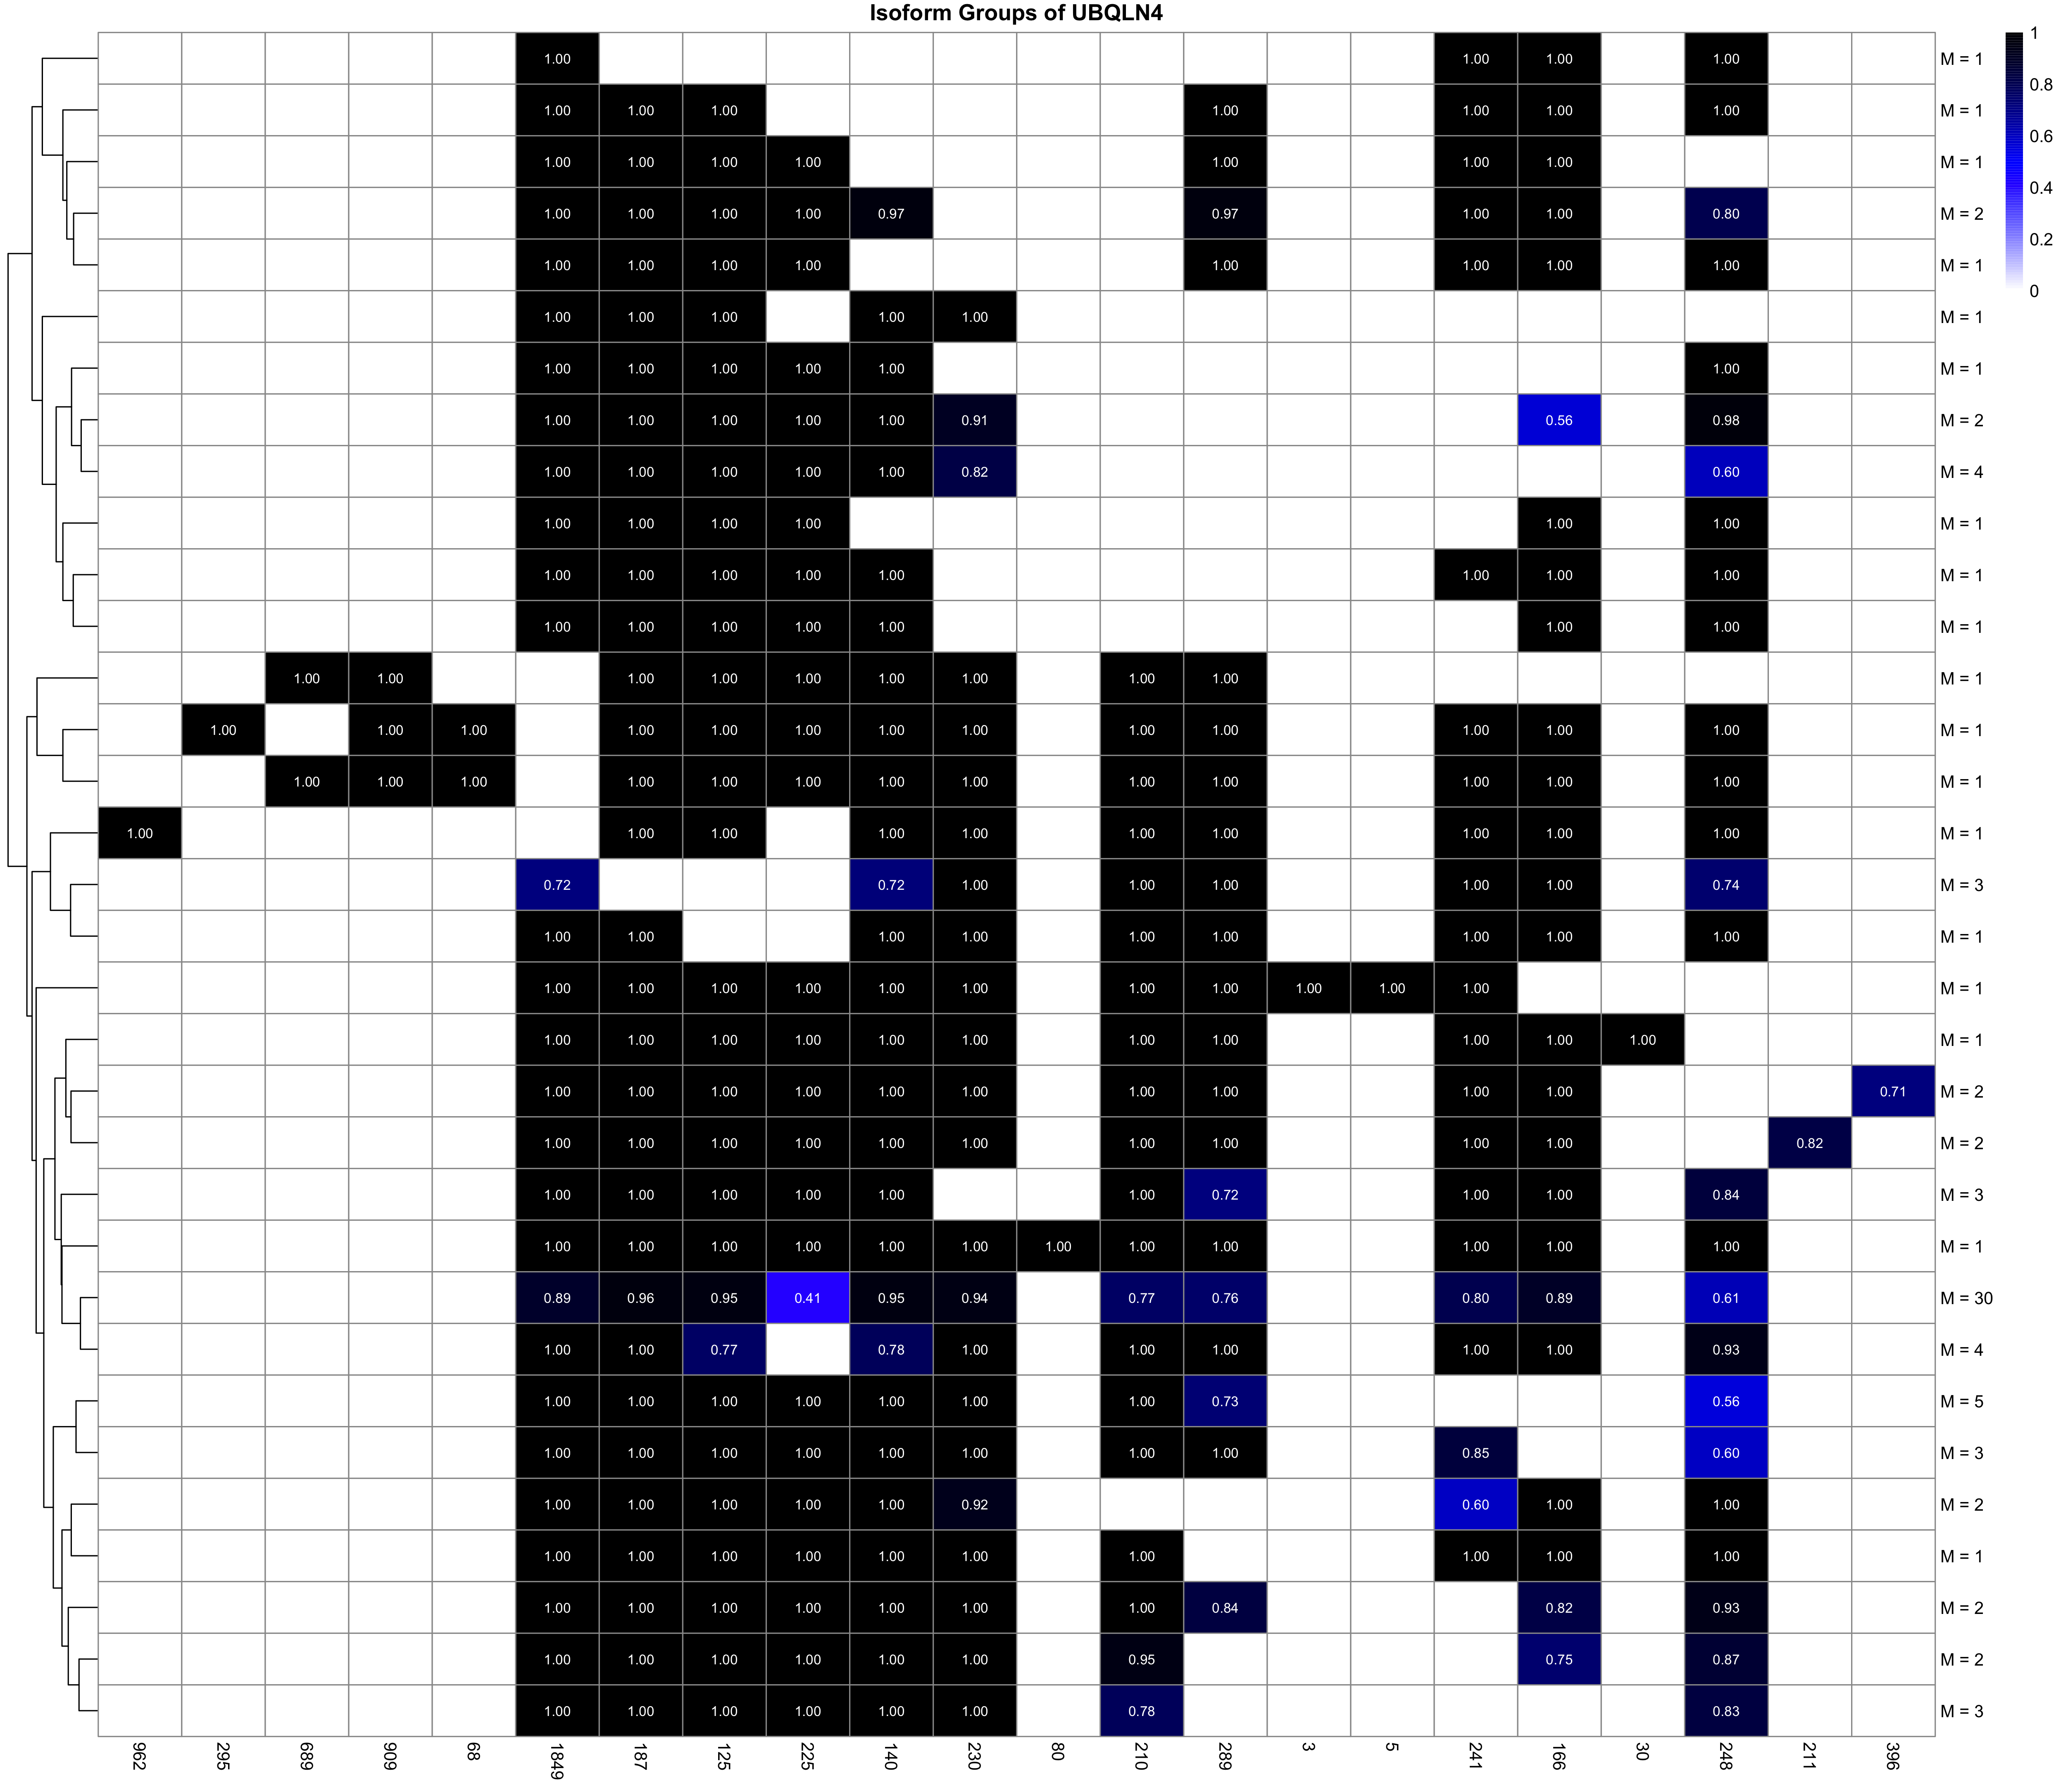 Isoform Groups of UBQLN4
1.00 1.00 1.00 1.00 M = 1
1.00 1.00 1.00 1.00 1.00 1.00 1.00 M = 1
1.00 1.00 1.00 1.00 1.00 1.00 1.00 M = 1
1.00 1.00 1.00 1.00 0.97 0.97 1.00 1.00 0.80 M = 2
1.00 1.00 1.00 1.00 1.00 1.00 1.00 1.00 M = 1
1.00 1.00 1.00 1.00 1.00 M = 1
1.00 1.00 1.00 1.00 1.00 1.00 M = 1
1.00 1.00 1.00 1.00 1.00 0.91 0.56 0.98 M = 2
1.00 1.00 1.00 1.00 1.00 0.82 0.60 M = 4
1.00 1.00 1.00 1.00 1.00 1.00 M = 1
1.00 1.00 1.00 1.00 1.00 1.00 1.00 1.00 M = 1
1.00 1.00 1.00 1.00 1.00 1.00 1.00 M = 1
1.00 1.00 1.00 1.00 1.00 1.00 1.00 1.00 1.00 M = 1
1.00 1.00 1.00 1.00 1.00 1.00 1.00 1.00 1.00 1.00 1.00 1.00 1.00 M = 1
1.00 1.00 1.00 1.00 1.00 1.00 1.00 1.00 1.00 1.00 1.00 1.00 1.00 M = 1
1.00 1.00 1.00 1.00 1.00 1.00 1.00 1.00 1.00 1.00 M = 1
0.72 0.72 1.00 1.00 1.00 1.00 1.00 0.74 M = 3
1.00 1.00 1.00 1.00 1.00 1.00 1.00 1.00 1.00 M = 1
1.00 1.00 1.00 1.00 1.00 1.00 1.00 1.00 1.00 1.00 1.00 M = 1
1.00 1.00 1.00 1.00 1.00 1.00 1.00 1.00 1.00 1.00 1.00 M = 1
1.00 1.00 1.00 1.00 1.00 1.00 1.00 1.00 1.00 1.00 0.71 M = 2
1.00 1.00 1.00 1.00 1.00 1.00 1.00 1.00 1.00 1.00 0.82 M = 2
1.00 1.00 1.00 1.00 1.00 1.00 0.72 1.00 1.00 0.84 M = 3
1.00 1.00 1.00 1.00 1.00 1.00 1.00 1.00 1.00 1.00 1.00 1.00 M = 1
0.89 0.96 0.95 0.41 0.95 0.94 0.77 0.76 0.80 0.89 0.61 M = 30
1.00 1.00 0.77 0.78 1.00 1.00 1.00 1.00 1.00 0.93 M = 4
1.00 1.00 1.00 1.00 1.00 1.00 1.00 0.73 0.56 M = 5
1.00 1.00 1.00 1.00 1.00 1.00 1.00 1.00 0.85 0.60 M = 3
1.00 1.00 1.00 1.00 1.00 0.92 0.60 1.00 1.00 M = 2
1.00 1.00 1.00 1.00 1.00 1.00 1.00 1.00 1.00 1.00 M = 1
1.00 1.00 1.00 1.00 1.00 1.00 1.00 0.84 0.82 0.93 M = 2
1.00 1.00 1.00 1.00 1.00 1.00 0.95 0.75 0.87 M = 2
1.00 1.00 1.00 1.00 1.00 1.00 0.78 0.83 M = 3
962 295 6899 909 68 1849 187 125 225 140 230 80 210 289 3 5 241 166 30 248 211 396
1
0.8
0.6
0.4
0.2
0